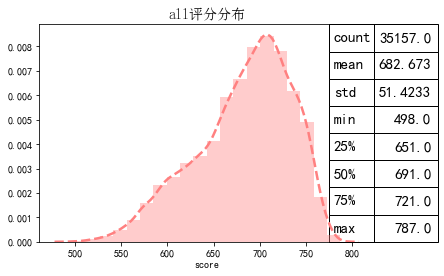 all评分分布
0.008
0.007
0.006
0.005
0.004
0.003
0.002
0.001
0.000
500 550 600 650 700 750 800
score
count 35157.0
mean 682.673
std 51.4233
min 498.0
25% 651.0
50% 691.0
75% 721.0
max 787.0